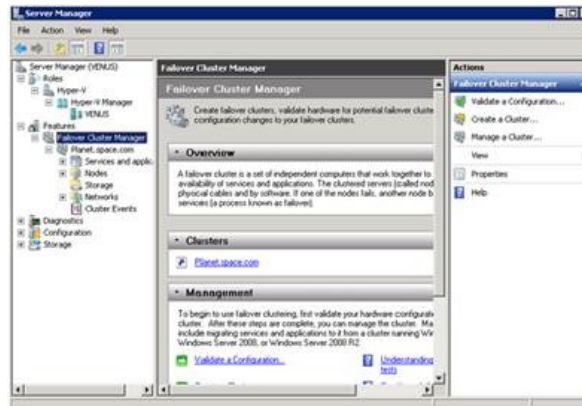 Server Manager
File Action View Help
Server Manager (VENUS)
Roles
Hyper-V
Hyper-V Manager
VENUS
Features
Failover Cluster Manager
Planet.space.com
Services and applic
Nodes
Storage
Networks
Cluster Events
Diagnostics
Configuration
Storage
Failover Cluster Manager
Failover Cluster Manager
Create failover clusters, validate hardware for potential failover cluste
configuration changes to your failover clusters.
Overview
A failover cluster is a set of independent computers that work together to
availability of services and applications. The clustered servers (called nod
physical cables and by software. If one of the nodes fails, another node b
services (a process known as failover).
Clusters
Planet.space.com
Management
To begin to use failover clustering, first validate your hardware configurati
cluster. After these steps are complete, you can manage the cluster. Ma
include migrating services and applications to it from a cluster running Wir
Windows Server 2008, or Windows Server 2008 R2.
Validate a Configuration...
Understanding
tests
Actions
Failover Cluster Manager
Validate a Configuration...
Create a Cluster...
Manage a Cluster...
View
Properties
Help